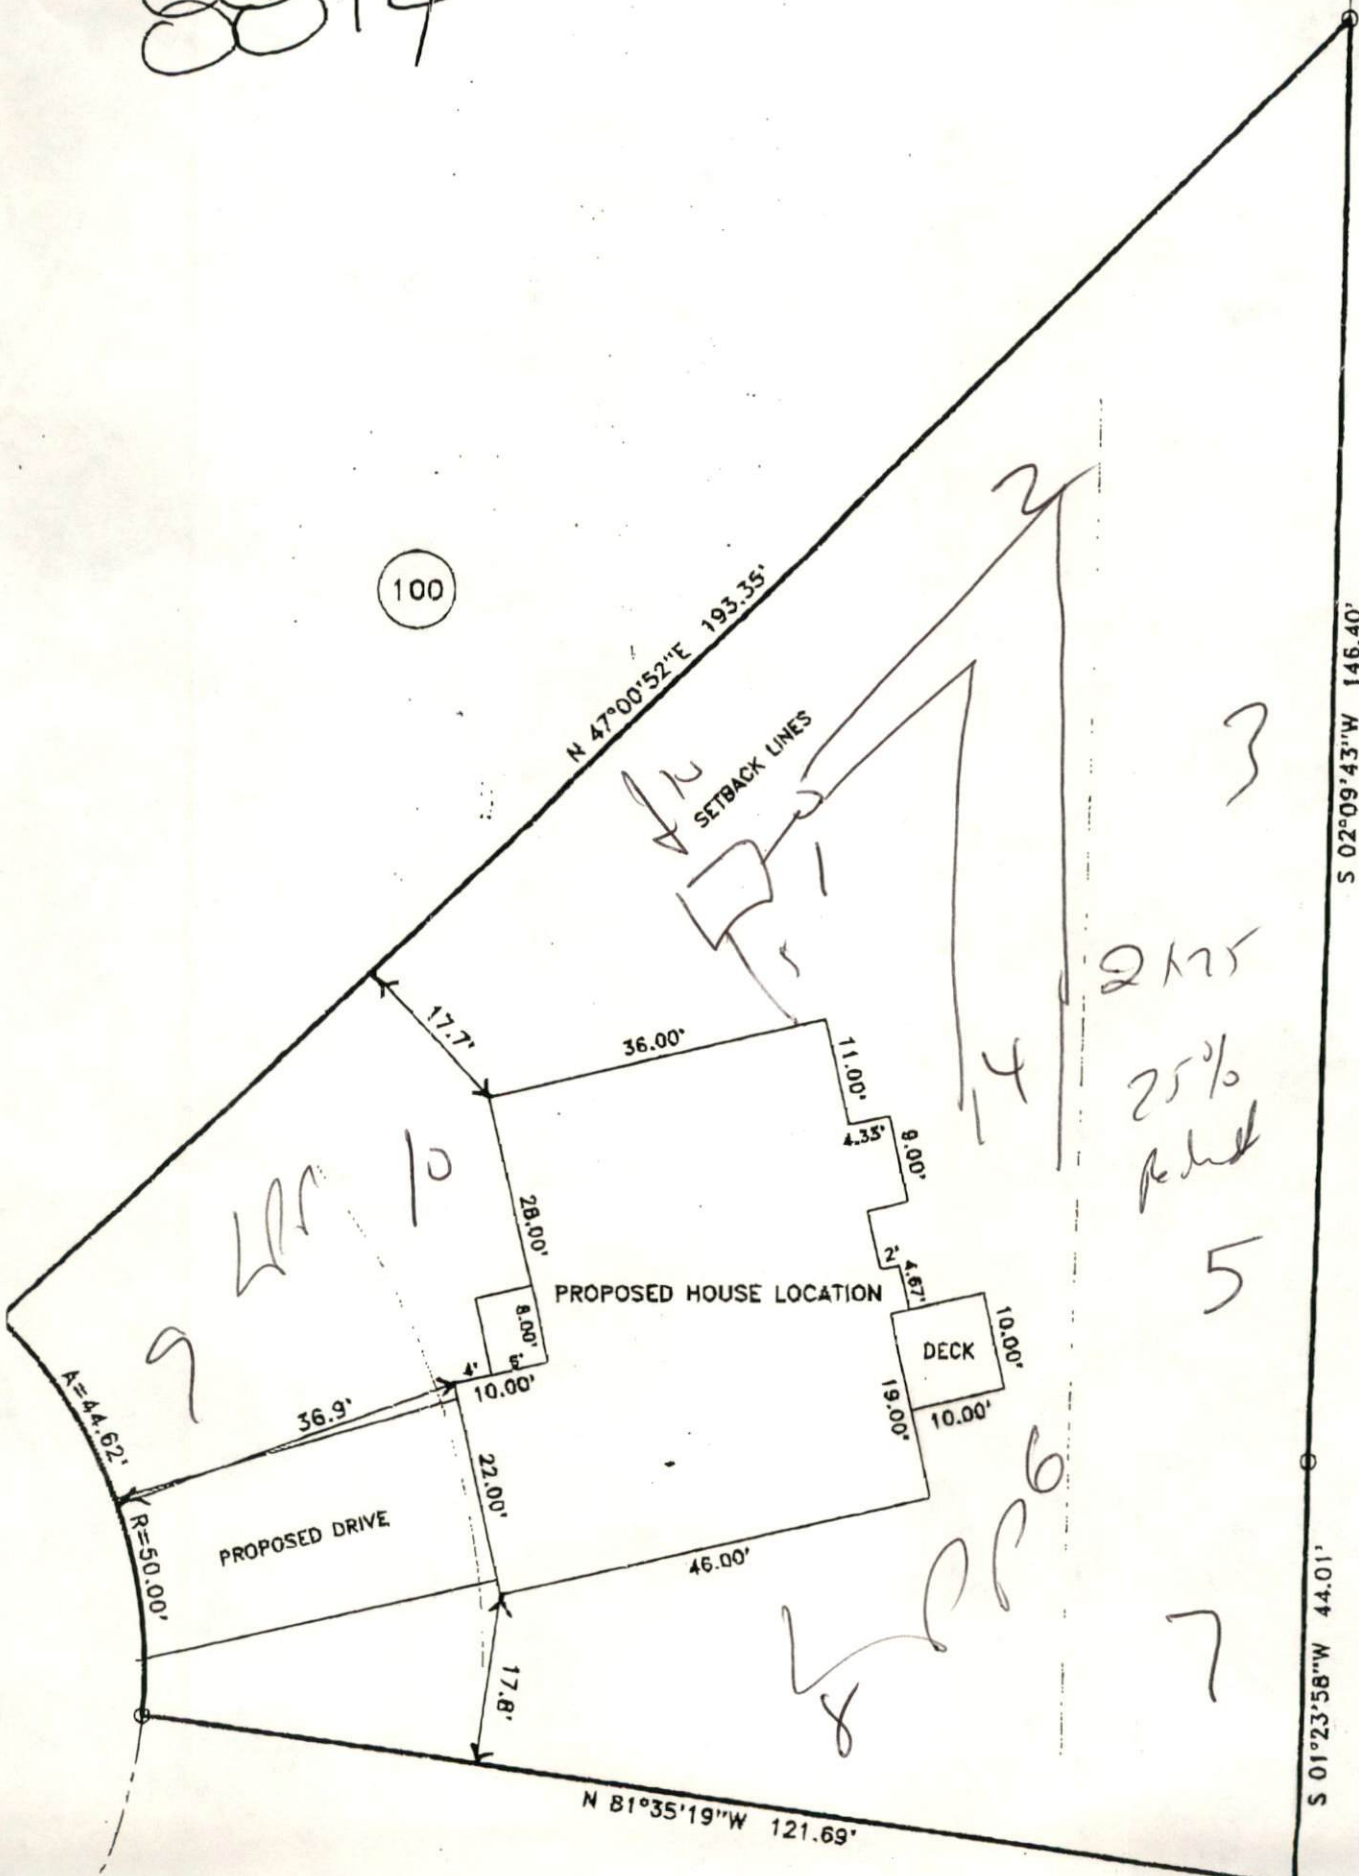 8814
100
N 47°00'52"E 193.35'
2
S 02°09'43"W 146.40'
SETBACK LINES
3
1
2x75
25%
17.7'
36.00'
11.00'
4.33'
9.00'
14
10
28.00'
5
2'
4.67'
PROPOSED HOUSE LOCATION
8.00'
DECK
10.00'
9
A=44.62'
4'
6'
10.00'
36.9'
19.00'
10.00'
6
R=50.00'
22.00'
PROPOSED DRIVE
46.00'
S 01°23'58"W 44.01'
7
LPP
8
17.8'
N 81°35'19"W 121.69'